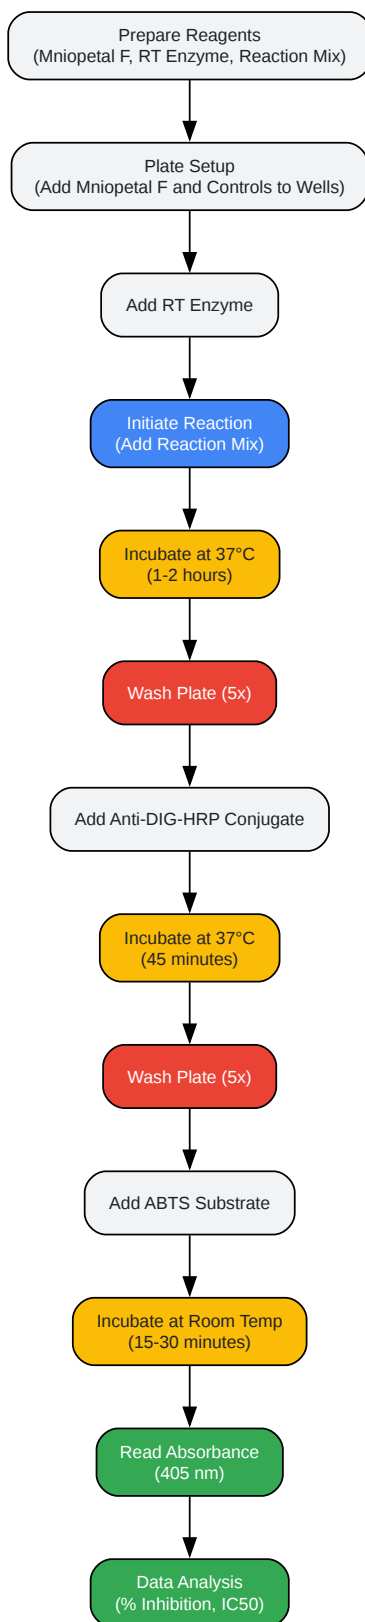 Prepare Reagents
(Mniopetal F, RT Enzyme, Reaction Mix)
Plate Setup
(Add Mniopetal F and Controls to Wells)
Add RT Enzyme
Initiate Reaction
(Add Reaction Mix)
Incubate at 37°C
(1-2 hours)
Wash Plate (5x)
Add Anti-DIG-HRP Conjugate
Incubate at 37°C
(45 minutes)
Wash Plate (5x)
Add ABTS Substrate
Incubate at Room Temp
(15-30 minutes)
Read Absorbance
(405 nm)
Data Analysis
(% Inhibition, IC50)